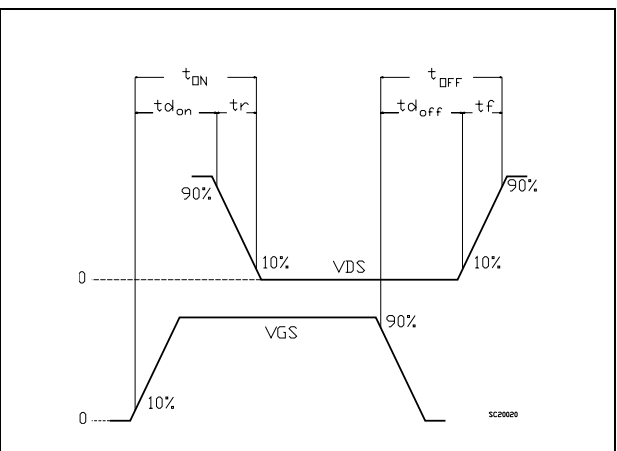 tON tOFF
tdon tr tdoff tf
90% 90%
10% 10%
VDS
0
90%
VGS
10%
0
SC20020